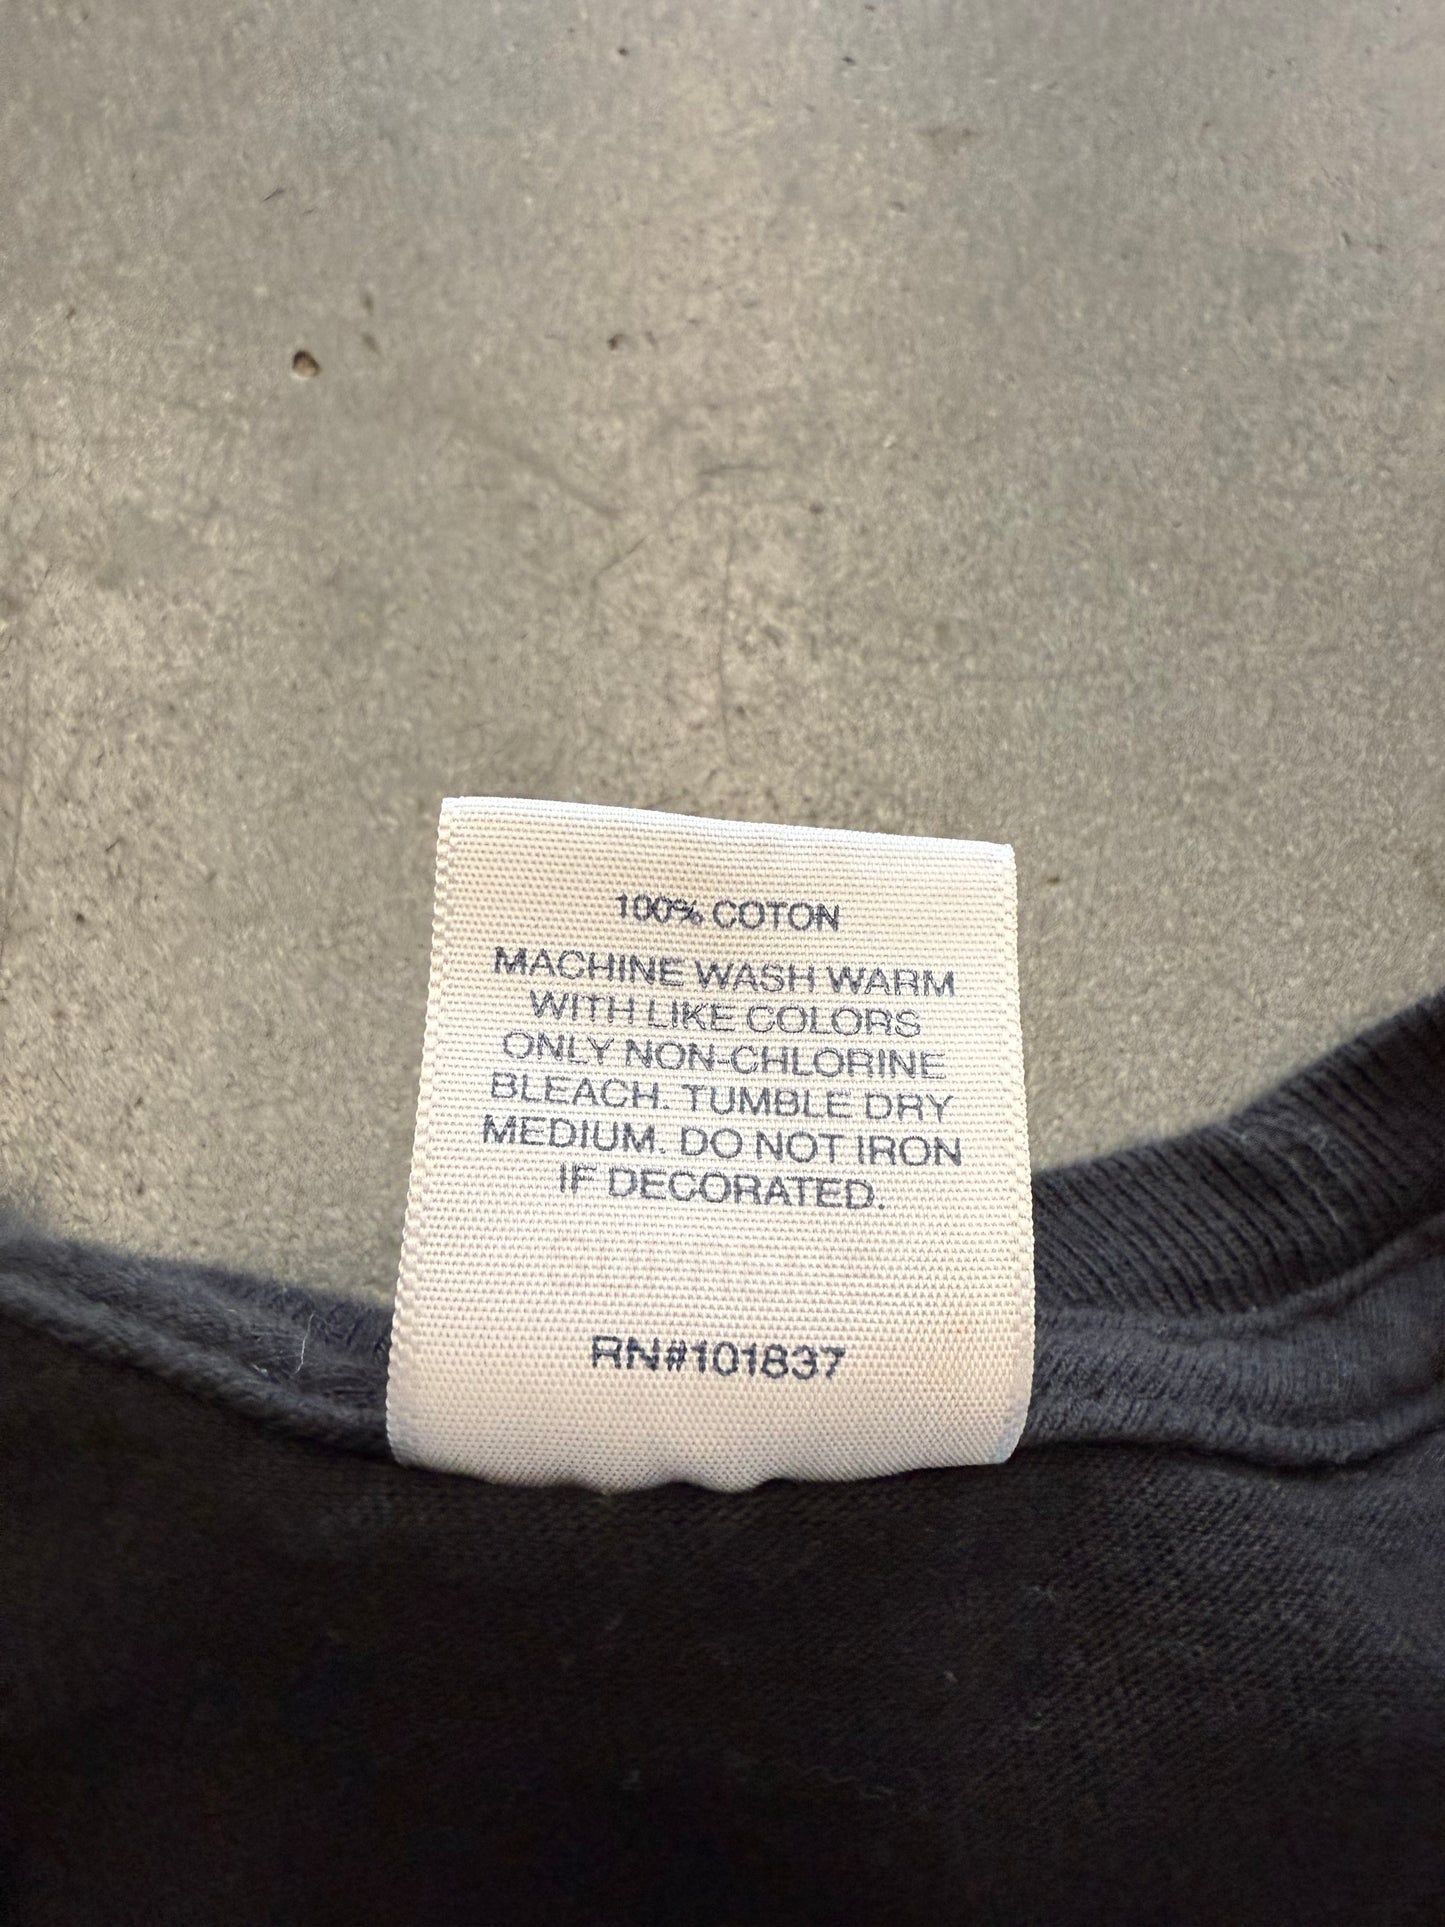 100% COTON
MACHINE WASH WARM
WITH LIKE COLORS
ONLY NON-CHLORINE
BLEACH. TUMBLE DRY
MEDIUM. DO NOT IRON
IF DECORATED.
RN#101837